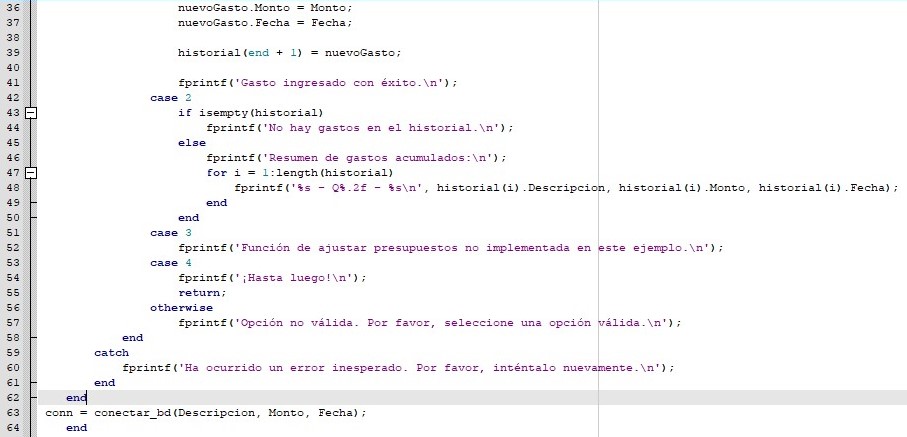 36 nuevoGasto.Monto = Monto;
37 nuevoGasto.Fecha = Fecha;
38
39 historial(end + 1) = nuevoGasto;
40
41 fprintf('Gasto ingresado con éxito.\n');
42 case 2
43 if isempty(historial)
44 fprintf('No hay gastos en el historial.\n');
45 else
46 fprintf('Resumen de gastos acumulados:\n');
47 for i = 1:length(historial)
48 fprintf('%s - Q%.2f - %s\n', historial(i).Descripcion, historial(i).Monto, historial(i).Fecha);
49 end
50 end
51 case 3
52 fprintf('Función de ajustar presupuestos no implementada en este ejemplo.\n');
53 case 4
54 fprintf('¡Hasta luego!\n');
55 return;
56 otherwise
57 fprintf('Opción no válida. Por favor, seleccione una opción válida.\n');
58 end
59 catch
60 fprintf('Ha ocurrido un error inesperado. Por favor, inténtalo nuevamente.\n');
61 end
62 end
63 conn = conectar_bd(Descripcion, Monto, Fecha);
64 end